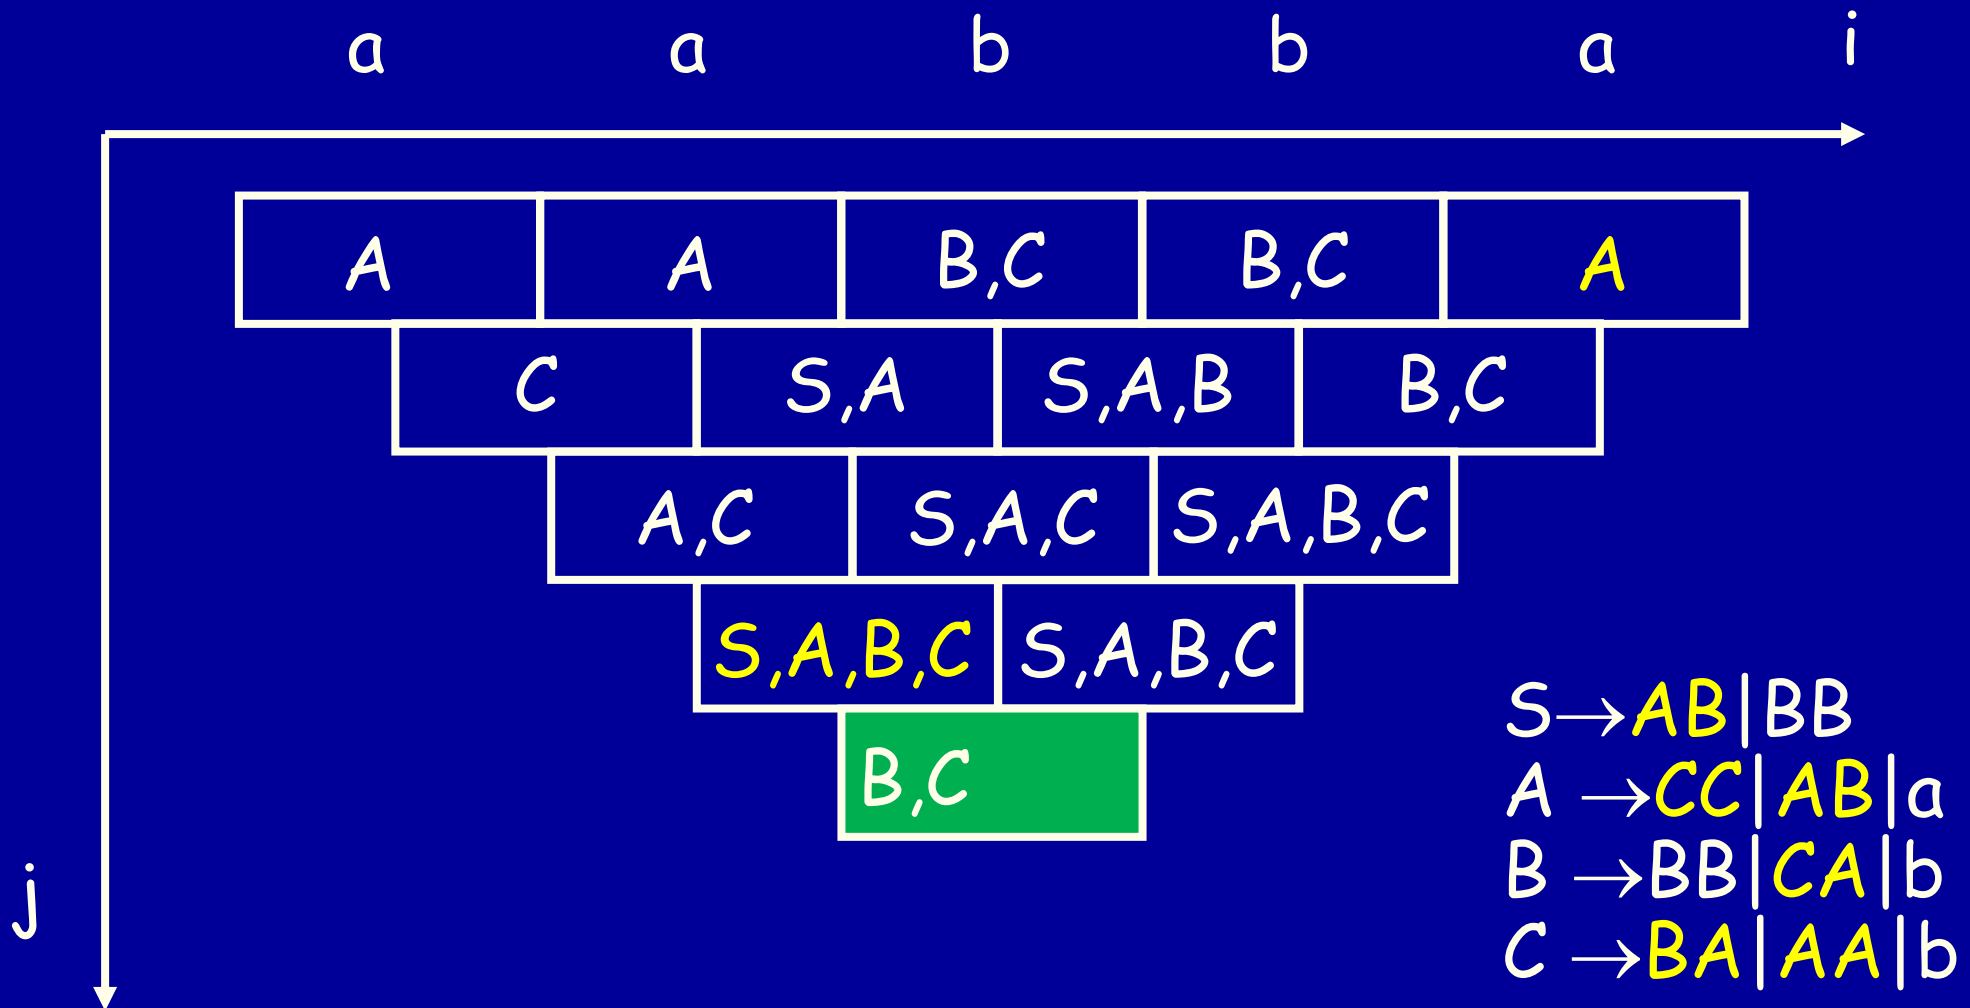 a a b b a i
A A B,C B,C A
C S,A S,A,B B,C
A,C S,A,C S,A,B,C
S,A,B,C S,A,B,C
S→AB|BB
B,C
A→CC|AB|a
B→BB|CA|b
j
C→BA|AA|b